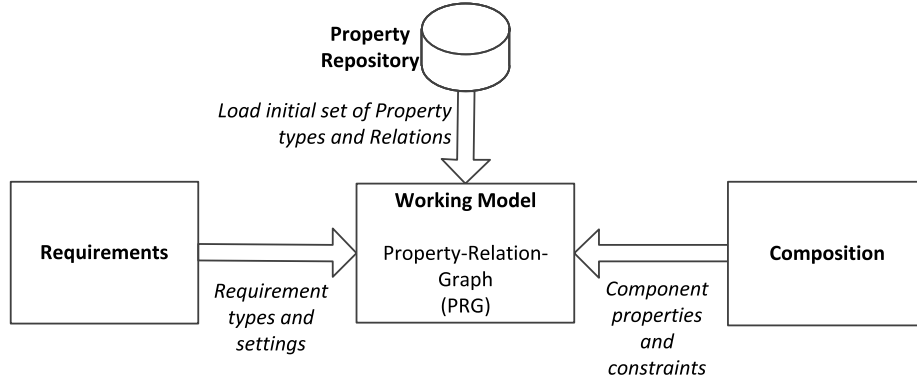 Property
Repository
Load initial set of Property
types and Relations
Requirements
Requirement
types and
settings
Working Model
Property-Relation-
Graph
(PRG)
Composition
Component
properties
and
constraints